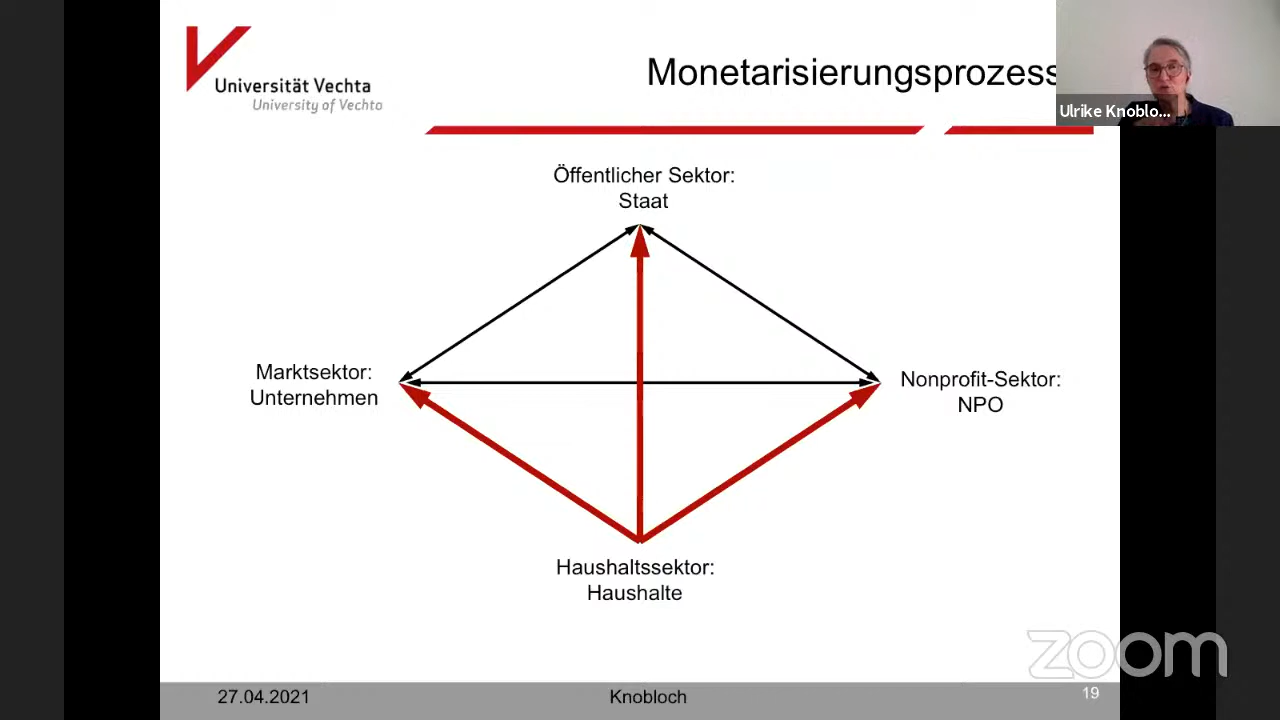 Universität Vechta
University of Vechta
Monetarisierungsprozess
Ulrike Knoblo...
Öffentlicher Sektor:
Staat
Marktsektor:
Unternehmen
Nonprofit-Sektor:
NPO
Haushaltssektor:
Haushalte
zoom
27.04.2021
Knobloch
19